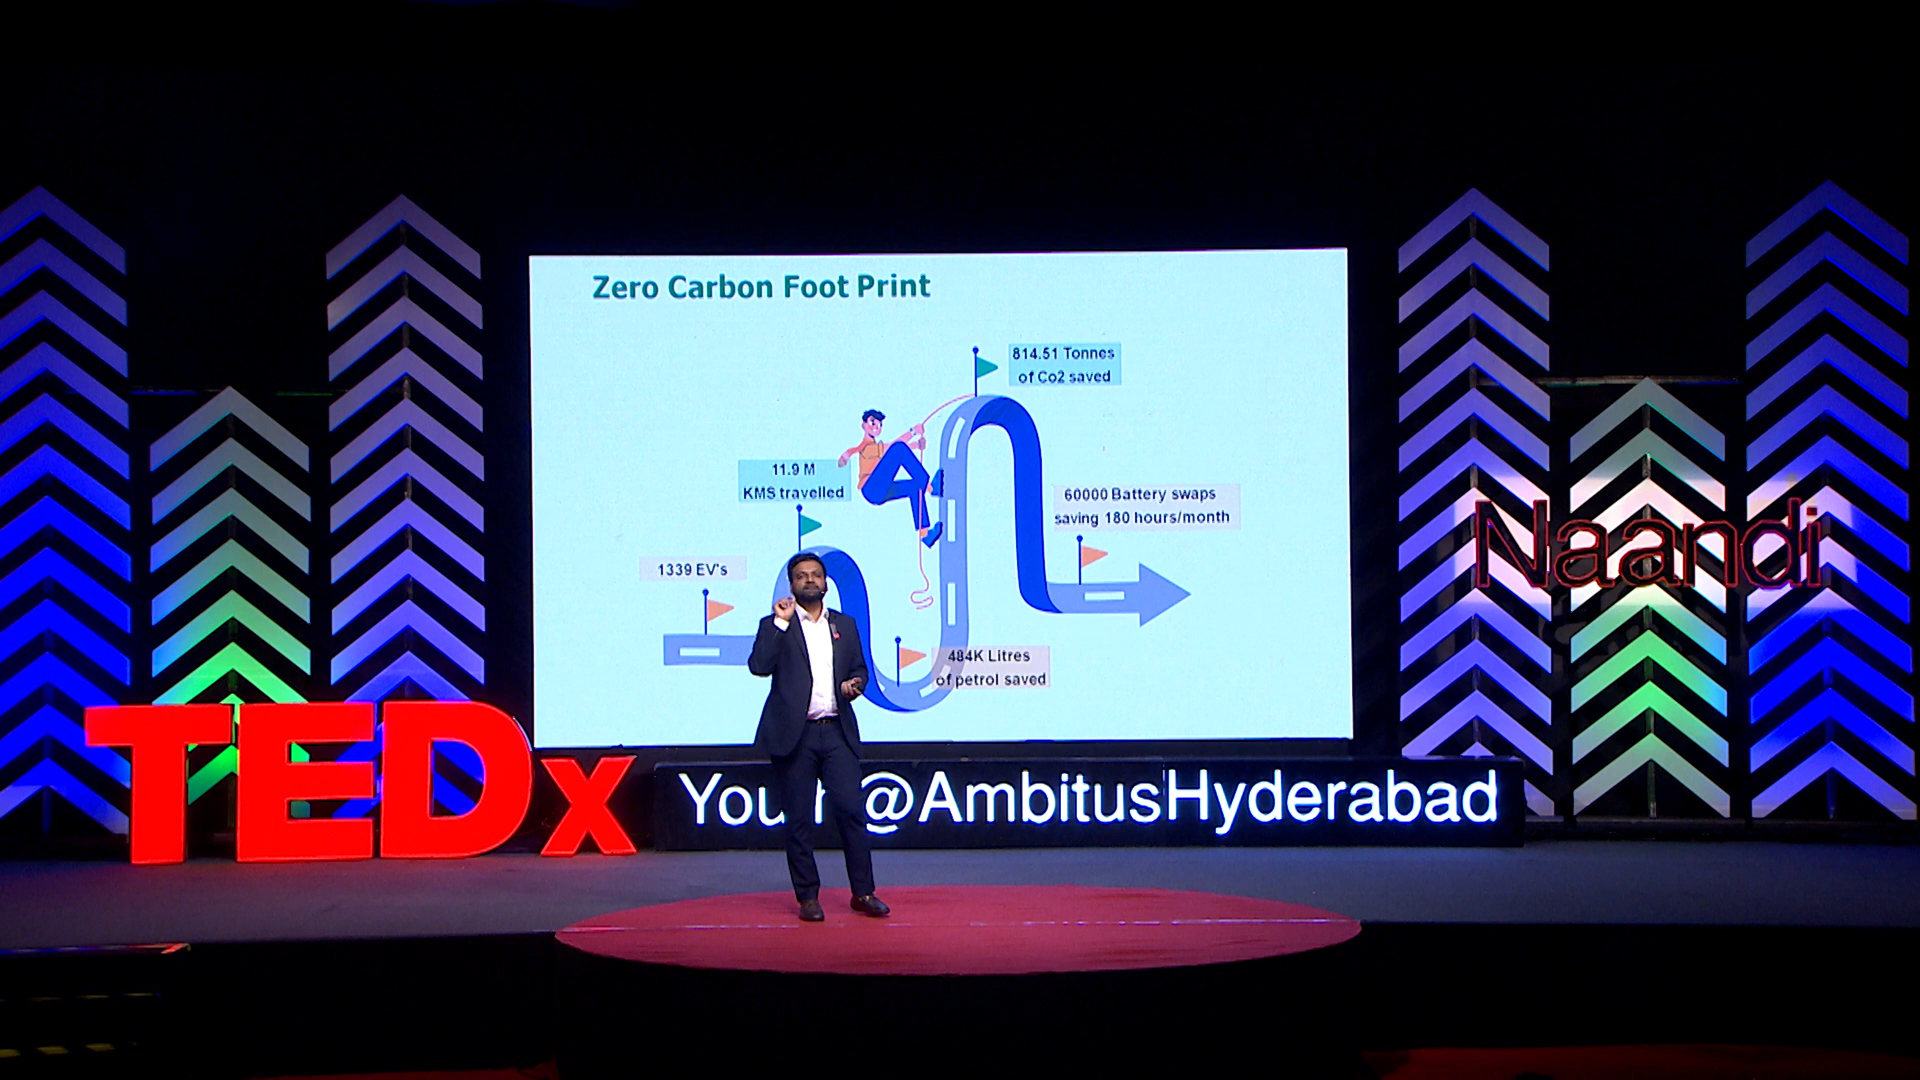 Zero Carbon Foot Print
814.51 Tonnes
of Co2 saved
11.9 M
KMS travelled
60000 Battery swaps
saving 180 hours/month
1339 EV's
484K Litres
of petrol saved
Naandi
TEDx
@AmbitusHyderabad